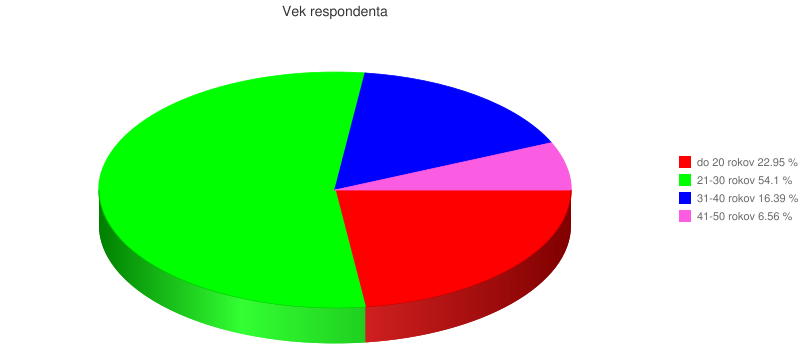 Vek respondenta
do 20 rokov 22.95 %
21-30 rokov 54.1 %
31-40 rokov 16.39 %
41-50 rokov 6.56 %